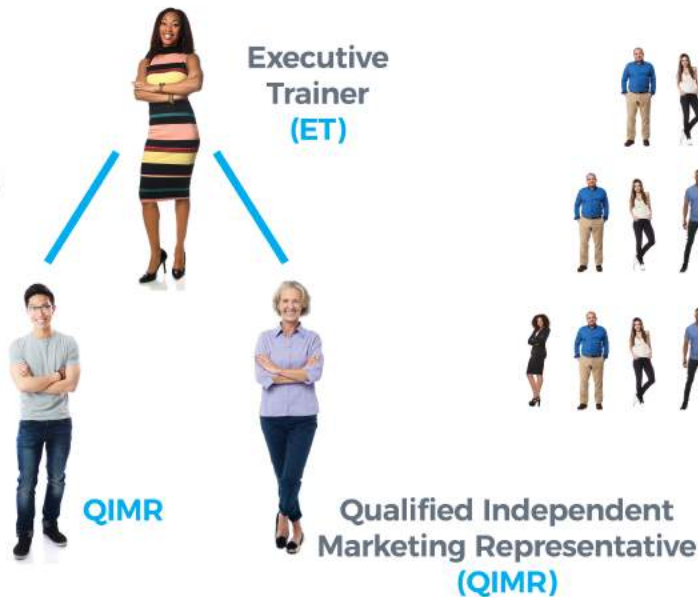 Executive
Trainer
(ET)
QIMR
Qualified Independent
Marketing Representative
(QIMR)